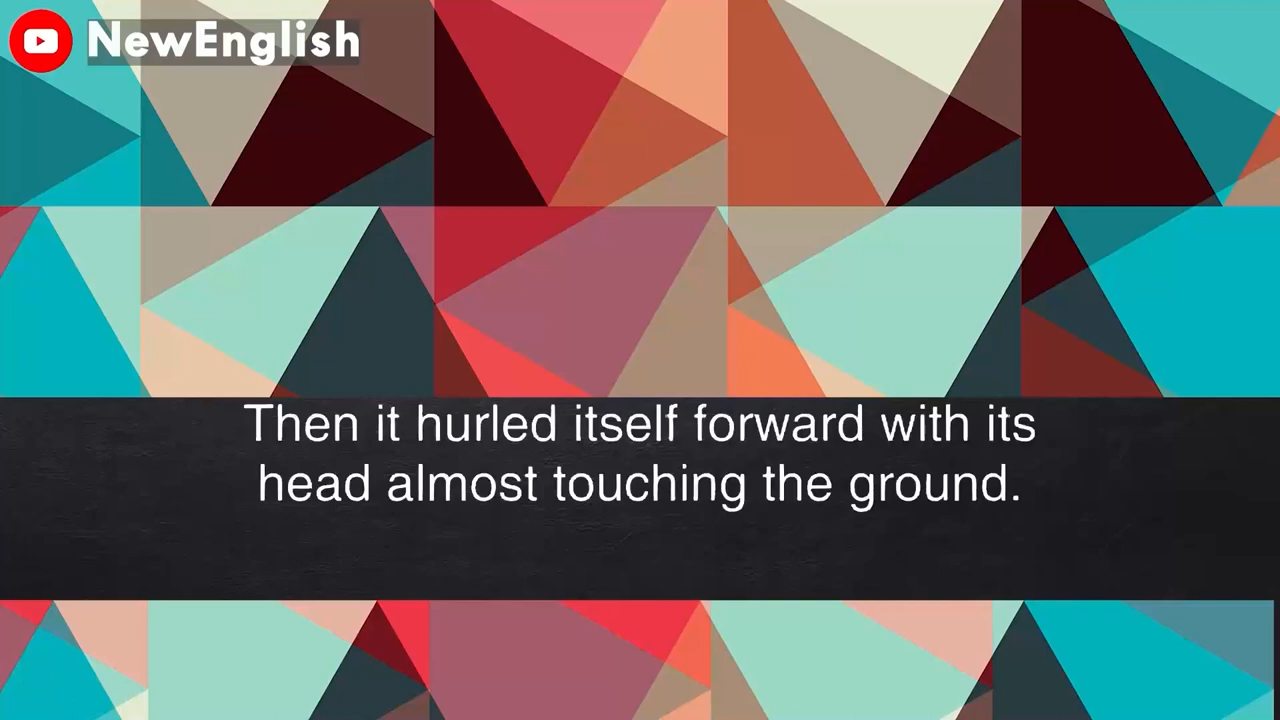 NewEnglish
Then it hurled itself forward with its
head almost touching the ground.